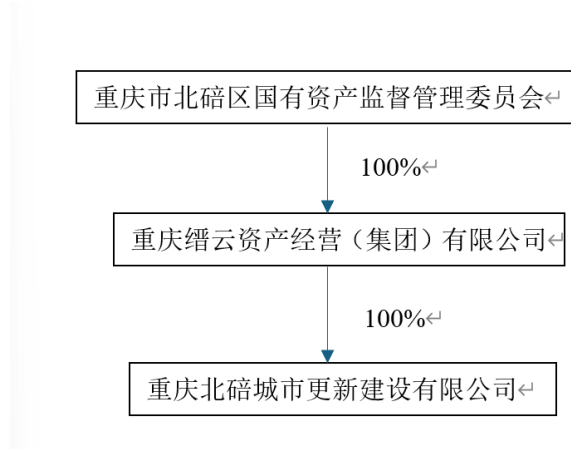 重庆市北碚区国有资产监督管理委员会
100%
重庆缙云资产经营（集团）有限公司
100%
重庆北碚城市更新建设有限公司